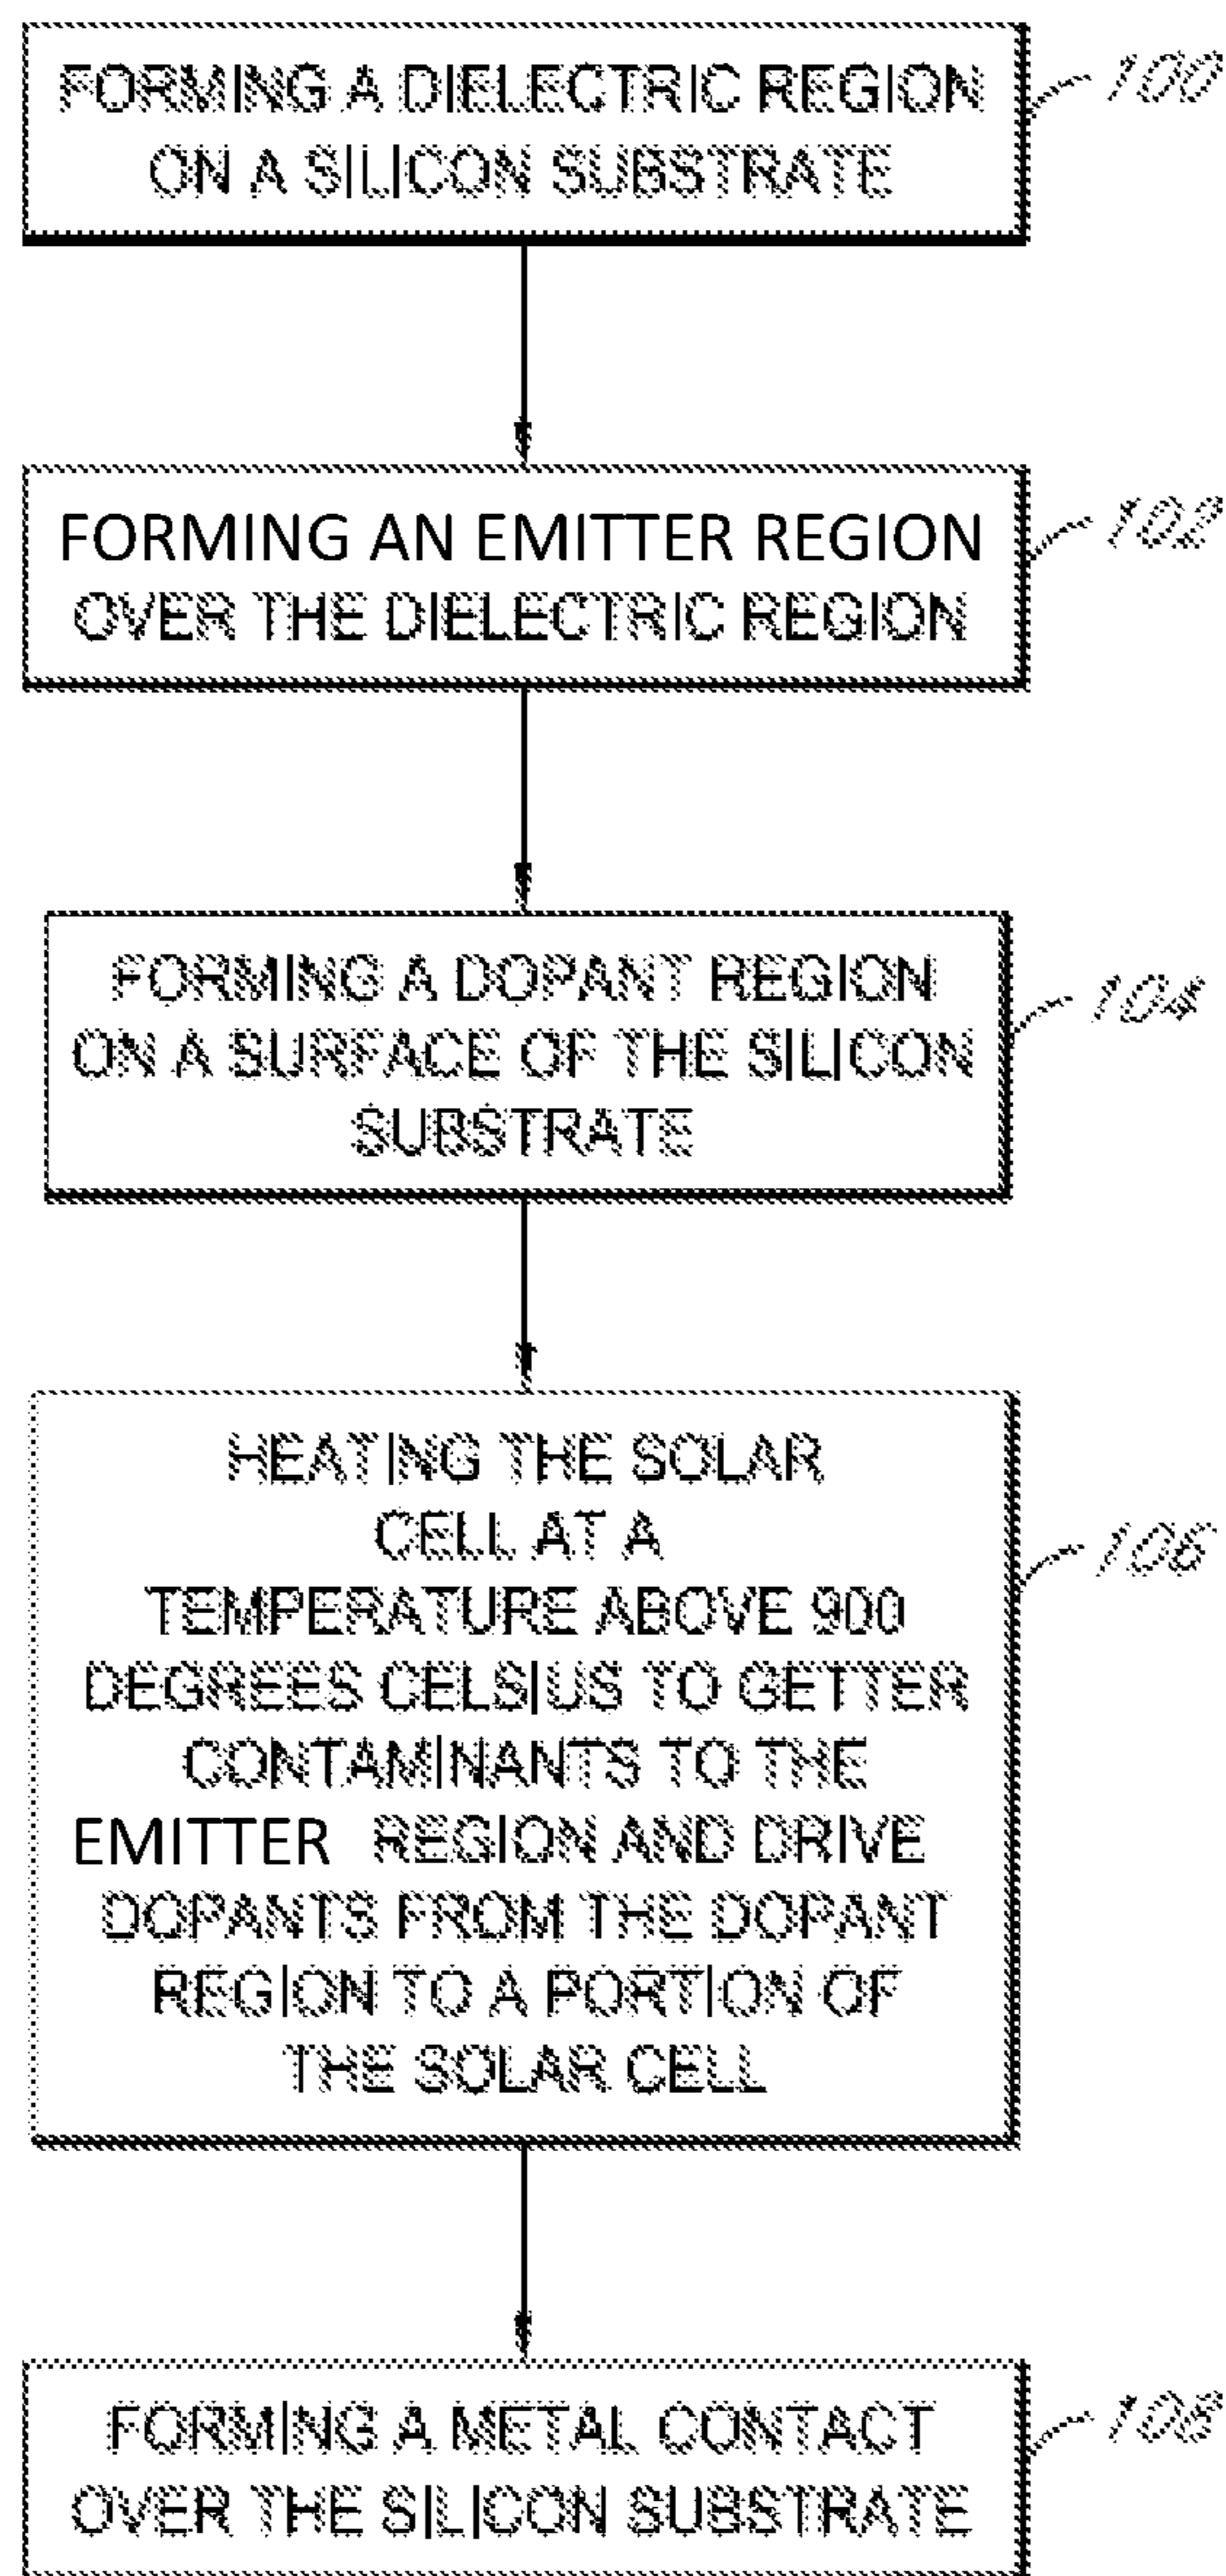 FORMING A DIELECTRIC REGION
ON A SILICON SUBSTRATE
100
FORMING AN EMITTER REGION
OVER THE DIELECTRIC REGION
102
FORMING A DOPANT REGION
ON A SURFACE OF THE SILICON
SUBSTRATE
104
HEATING THE SOLAR
CELL AT A
TEMPERATURE ABOVE 900
DEGREES CELSIUS TO GETTER
CONTAMINANTS TO THE
EMITTER REGION AND DRIVE
DOPANTS FROM THE DOPANT
REGION TO A PORTION OF
THE SOLAR CELL
106
FORMING A METAL CONTACT
OVER THE SILICON SUBSTRATE
108